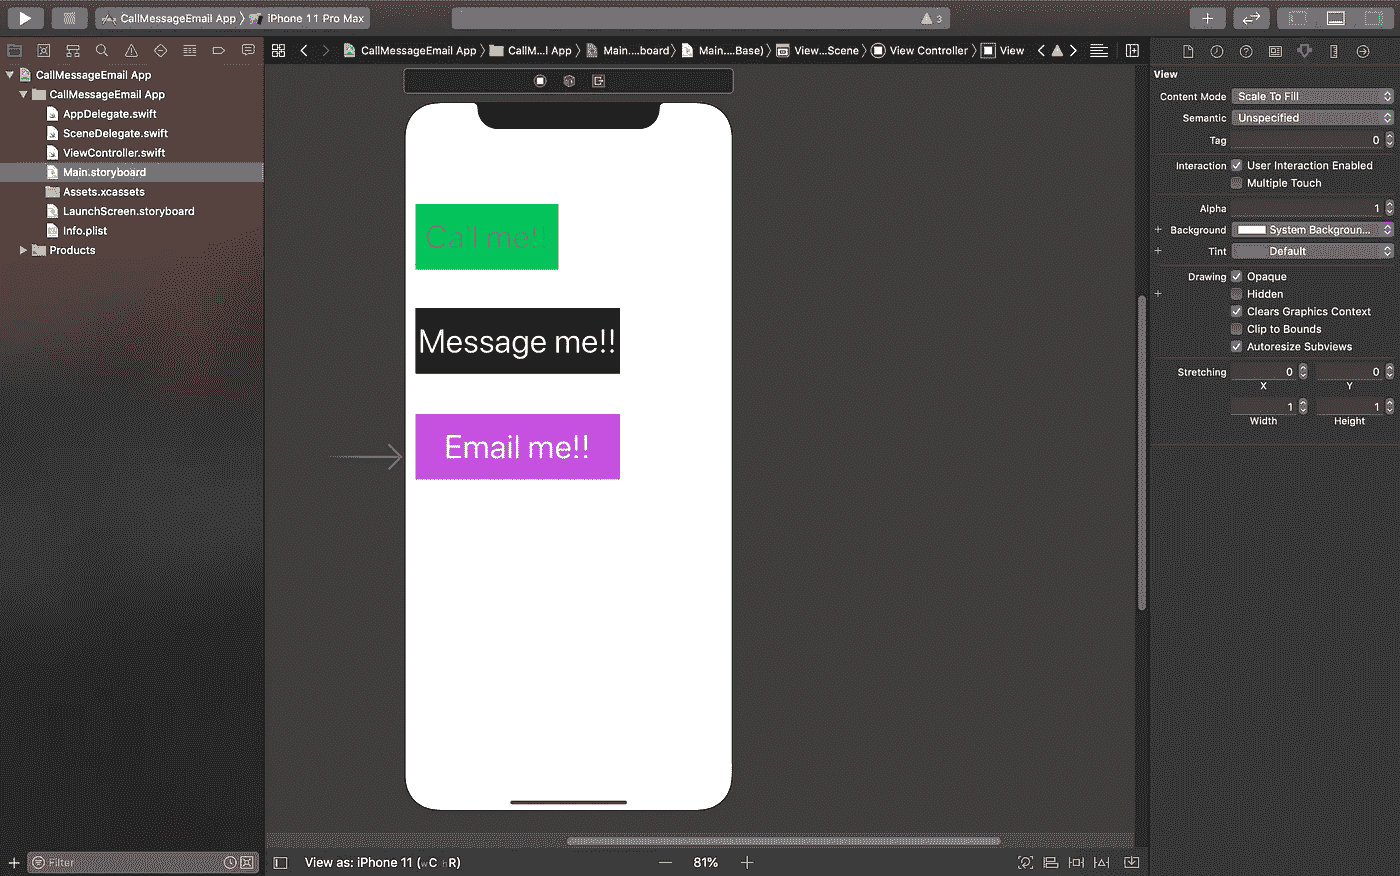 CallMessageEmail App 〉 iPhone 11 Pro Max
3
CallMessageEmail App 〉 CallM...l App 〉 Main....board 〉 Main....Base) 〉 View...Scene 〉 View Controller 〉 View
CallMessageEmail App
CallMessageEmail App
AppDelegate.swift
SceneDelegate.swift
ViewController.swift
Main.storyboard
Assets.xcassets
LaunchScreen.storyboard
Info.plist
Products
Filter
Call me!!
Message me!!
Email me!!
View as: iPhone 11 (wC hR)
81%
View
Content Mode Scale To Fill
Semantic Unspecified
Tag 0
Interaction User Interaction Enabled
Multiple Touch
Alpha 1
Background System Backgroun...
Tint Default
Drawing Opaque
Hidden
Clears Graphics Context
Clip to Bounds
Autoresize Subviews
Stretching 0 0
X Y
1 1
Width Height